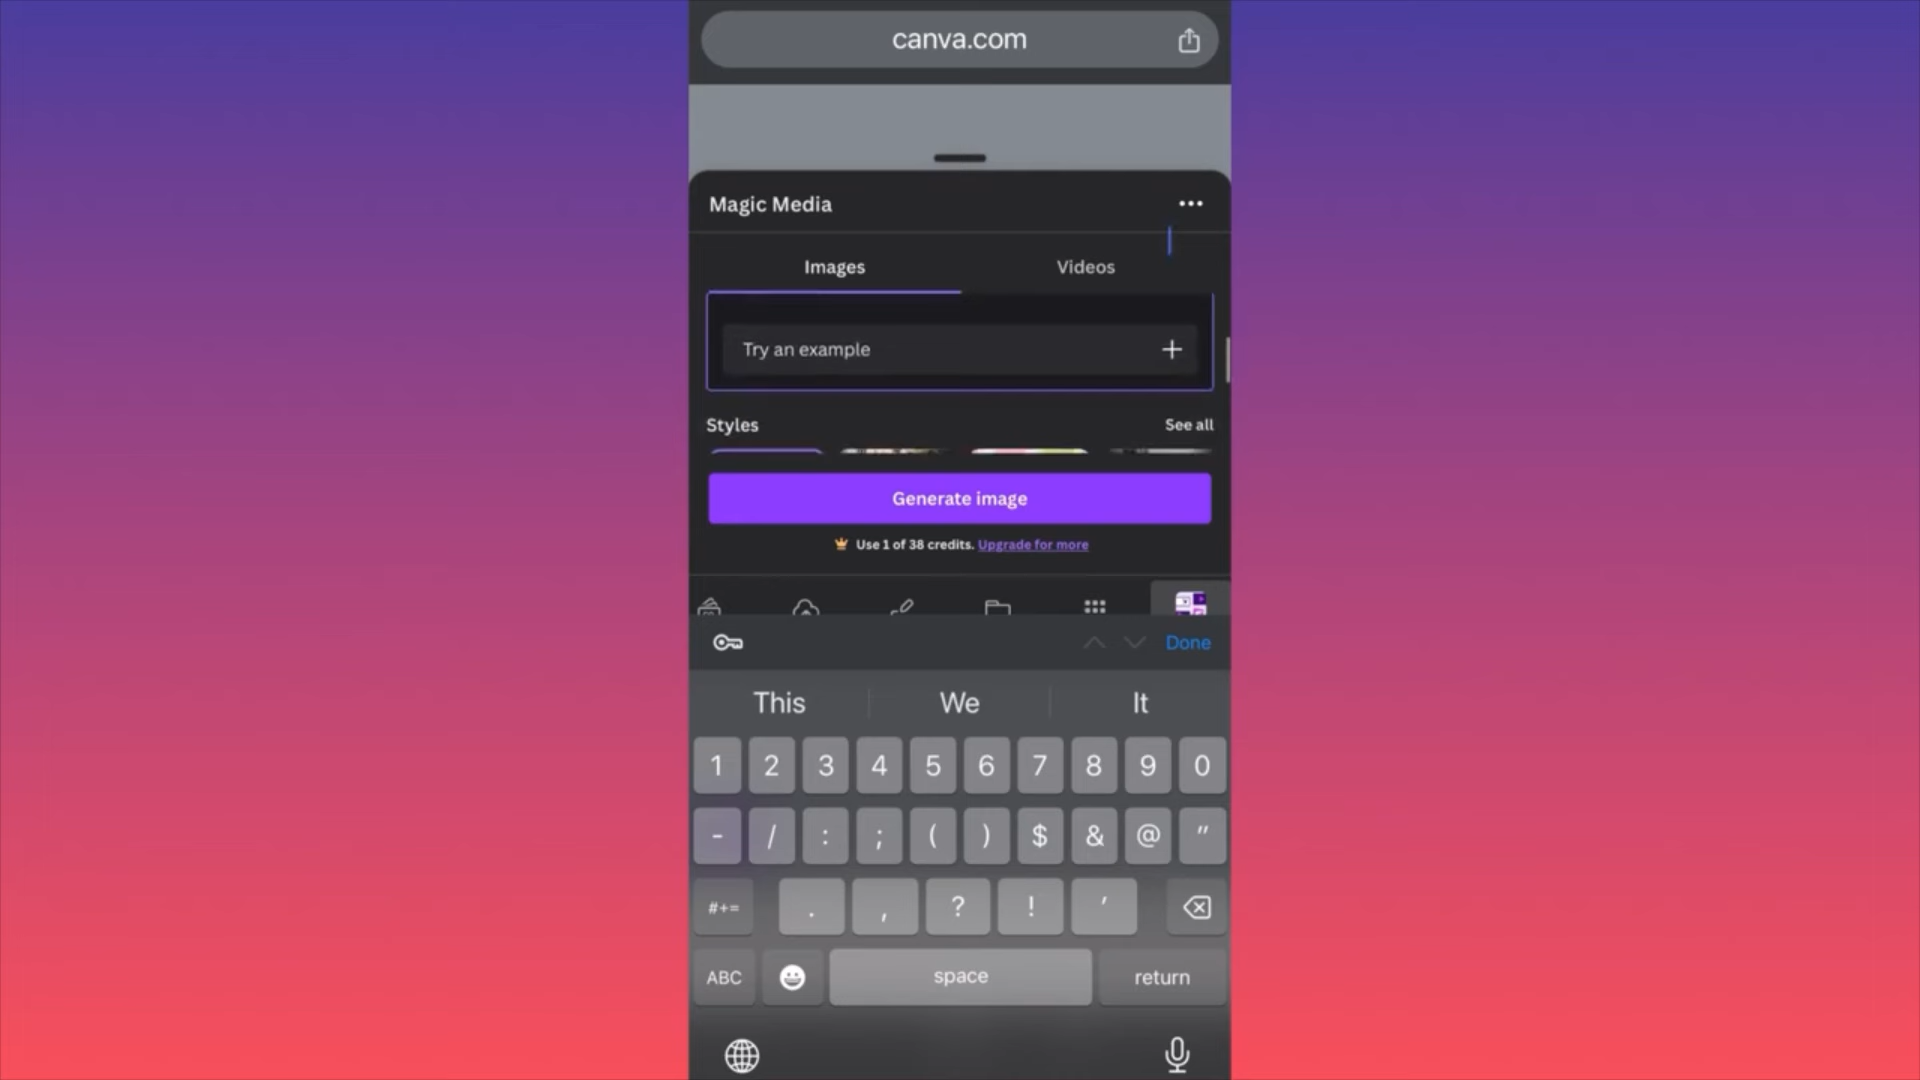 canva.com
Magic Media
Images Videos
Try an example
Styles See all
Generate image
Use 1 of 38 credits. Upgrade for more
Done
This We It
1 2 3 4 5 6 7 8 9 0
- / : ; ( ) $ & @ "
#+= . , ? ! '
ABC space return